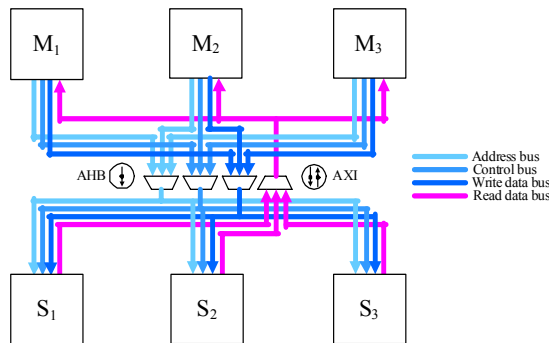 M1
M2
M3
AHB
AXI
Address bus
Control bus
Write data bus
Read data bus
S1
S2
S3